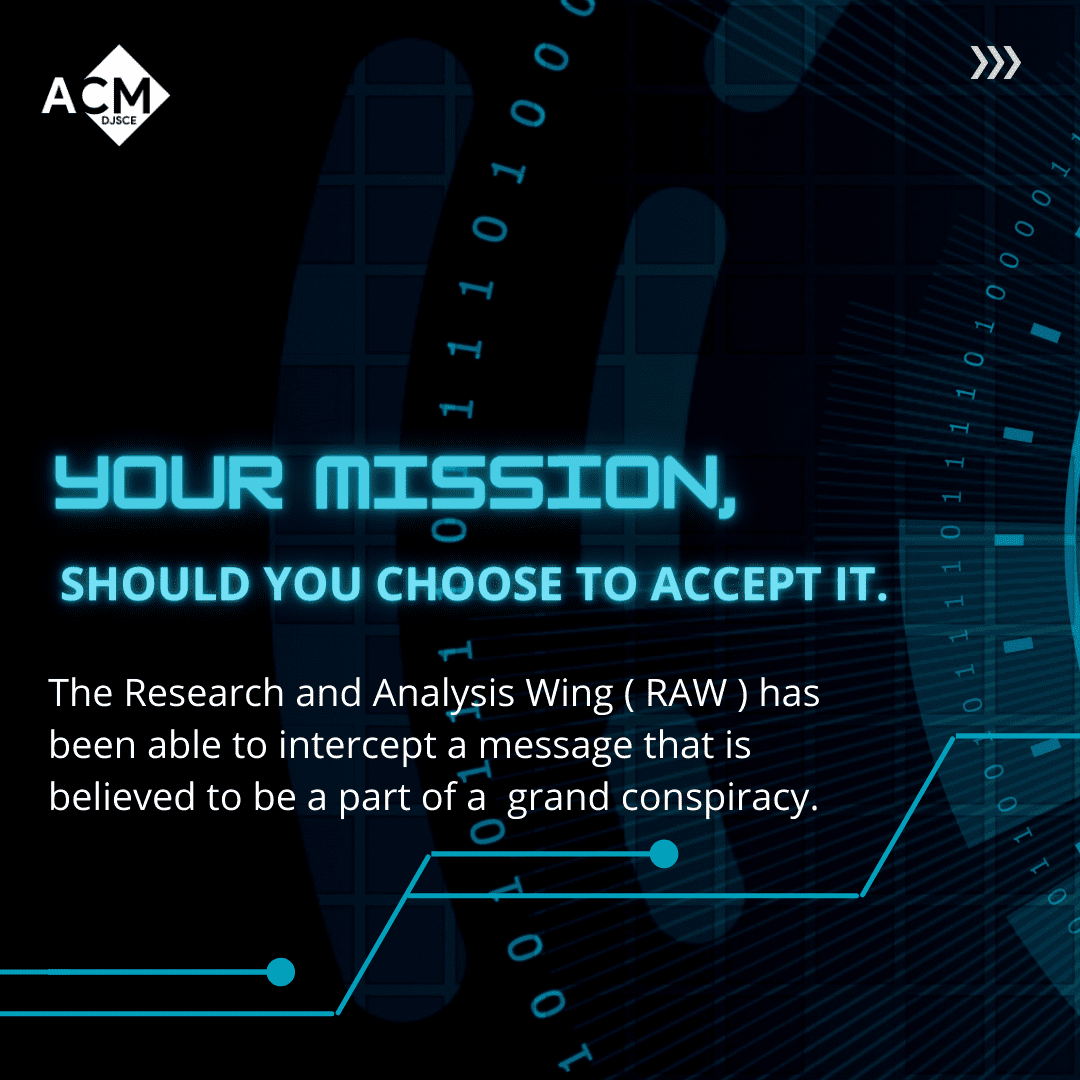 ACM
DJSCE
YOUR MISSION,
SHOULD YOU CHOOSE TO ACCEPT IT.
The Research and Analysis Wing ( RAW ) has
been able to intercept a message that is
believed to be a part of a grand conspiracy.